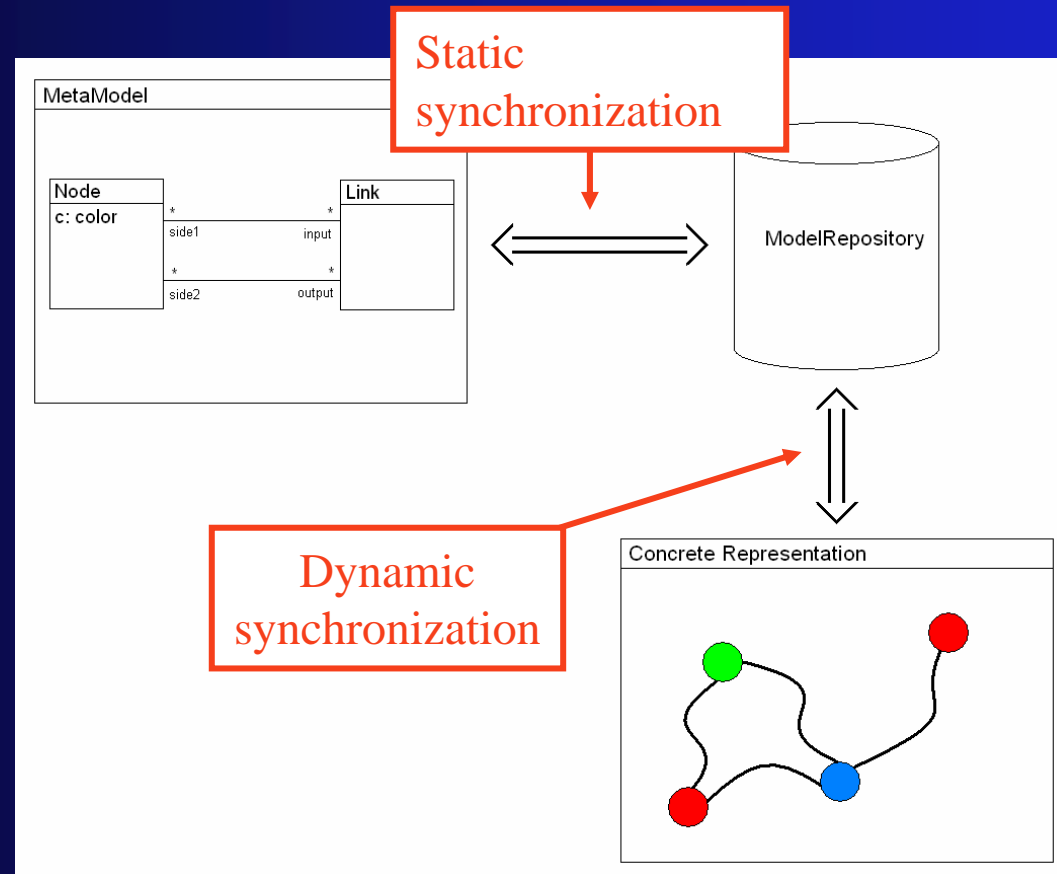 Static
synchronization
MetaModel
Node
c: color
Link
*
*
side1
input
*
*
side2
output
ModelRepository
Dynamic
synchronization
Concrete Representation